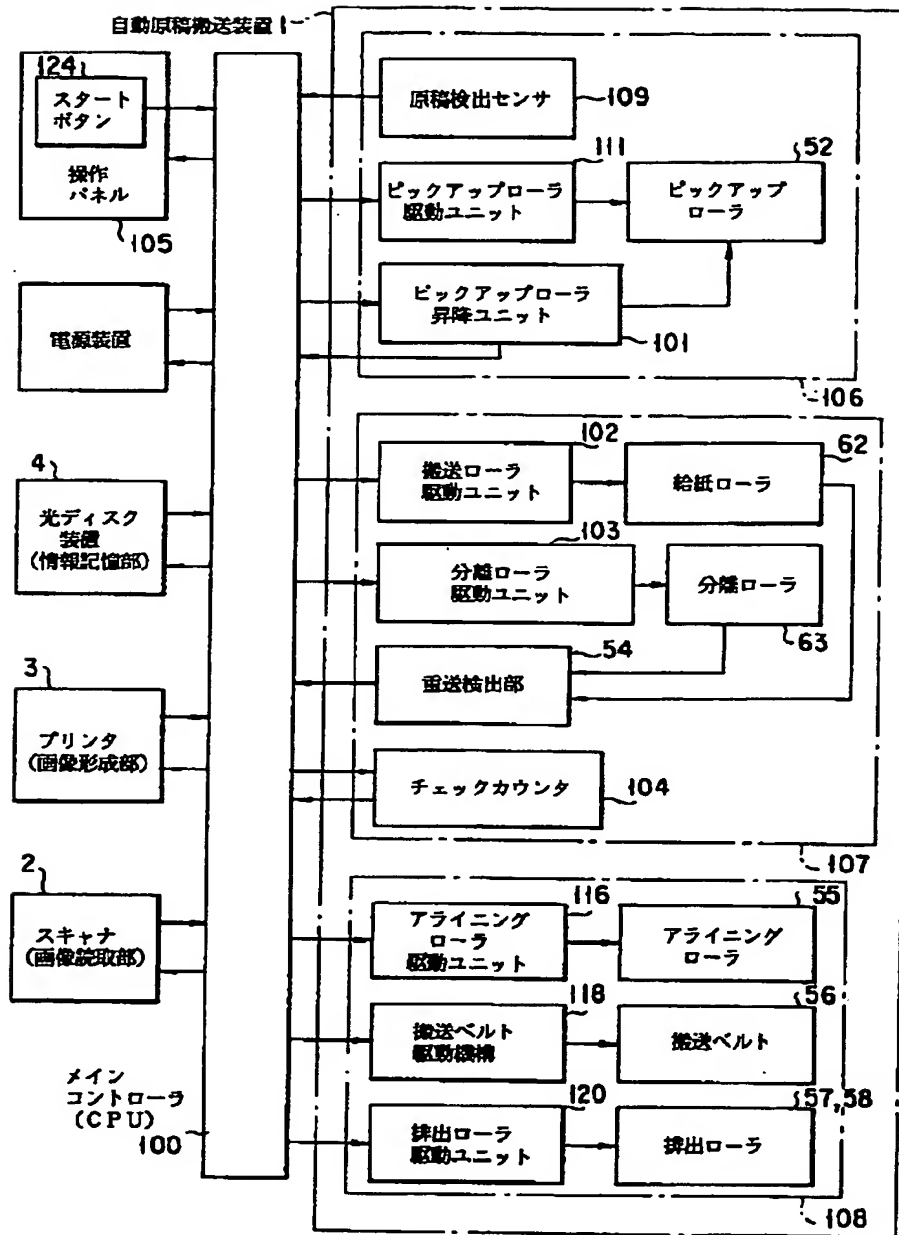 自動原稿搬送装置1
124
スタート
ボタン
操作
パネル
105
電源装置
4
光ディスク
装置
(情報記憶部)
3
プリンタ
(画像形成部)
2
スキャナ
(画像読取部)
メイン
コントローラ
(CPU)
100
原稿検出センサ
109
111
ピックアップローラ
駆動ユニット
52
ピックアップ
ローラ
ピックアップローラ
昇降ユニット
101
106
102
搬送ローラ
駆動ユニット
62
給紙ローラ
103
分離ローラ
駆動ユニット
分離ローラ
63
54
重送検出部
チェックカウンタ
104
107
116
アライニング
ローラ
駆動ユニット
55
アライニング
ローラ
118
搬送ベルト
駆動機構
56
搬送ベルト
120
排出ローラ
駆動ユニット
57,58
排出ローラ
108